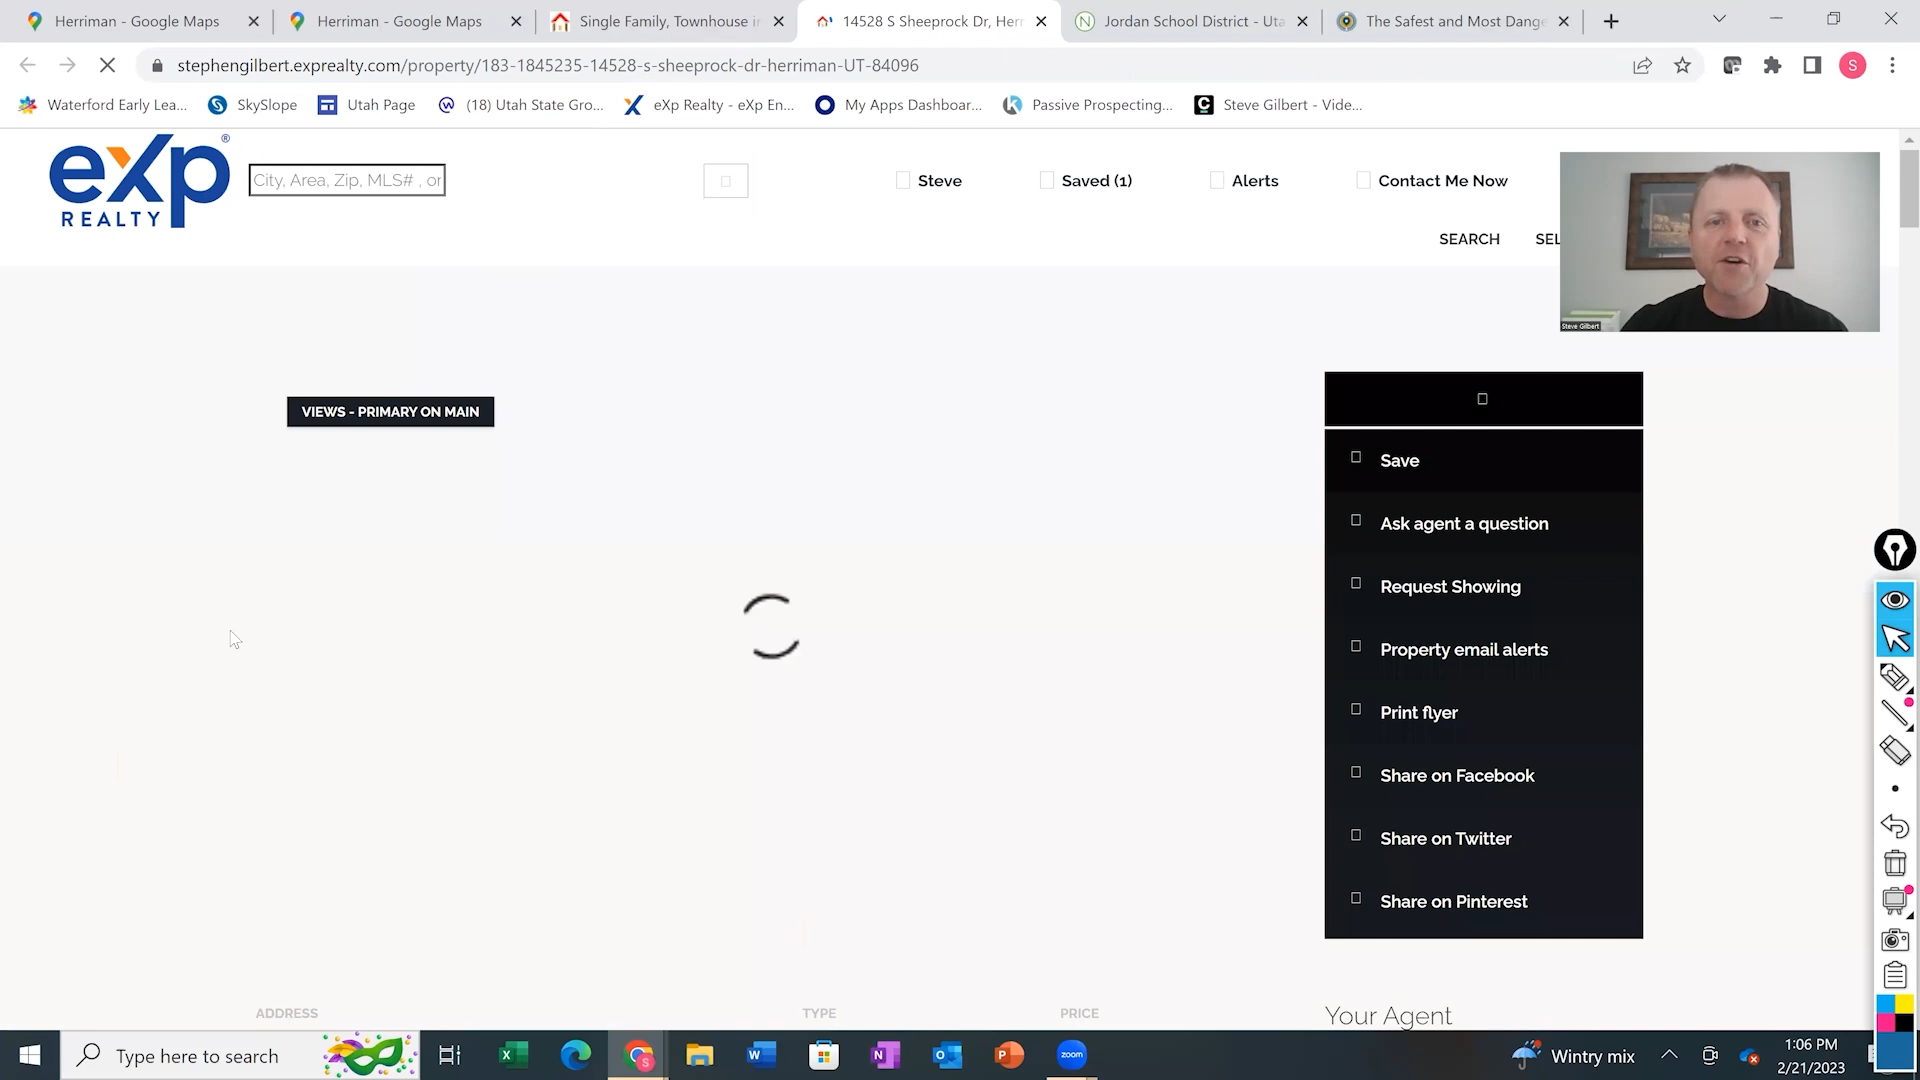 Herriman - Google Maps
Herriman - Google Maps
Single Family, Townhouse i
14528 S Sheeprock Dr, Herr
Jordan School District - Uta
The Safest and Most Dange
stephengilbert.exprealty.com/property/183-1845235-14528-s-sheeprock-dr-herriman-UT-84096
S
Waterford Early Lea...
SkySlope
Utah Page
(18) Utah State Gro...
eXp Realty - eXp En...
My Apps Dashboar...
Passive Prospecting...
Steve Gilbert - Vide...
eXp®
REALTY
City, Area, Zip, MLS# , or
Steve
Saved (1)
Alerts
Contact Me Now
SEARCH
SEL
Steve Gilbert
VIEWS - PRIMARY ON MAIN
Save
Ask agent a question
Request Showing
Property email alerts
Print flyer
Share on Facebook
Share on Twitter
Share on Pinterest
ADDRESS
TYPE
PRICE
Your Agent
Type here to search
zoom
Wintry mix
1:06 PM
2/21/2023